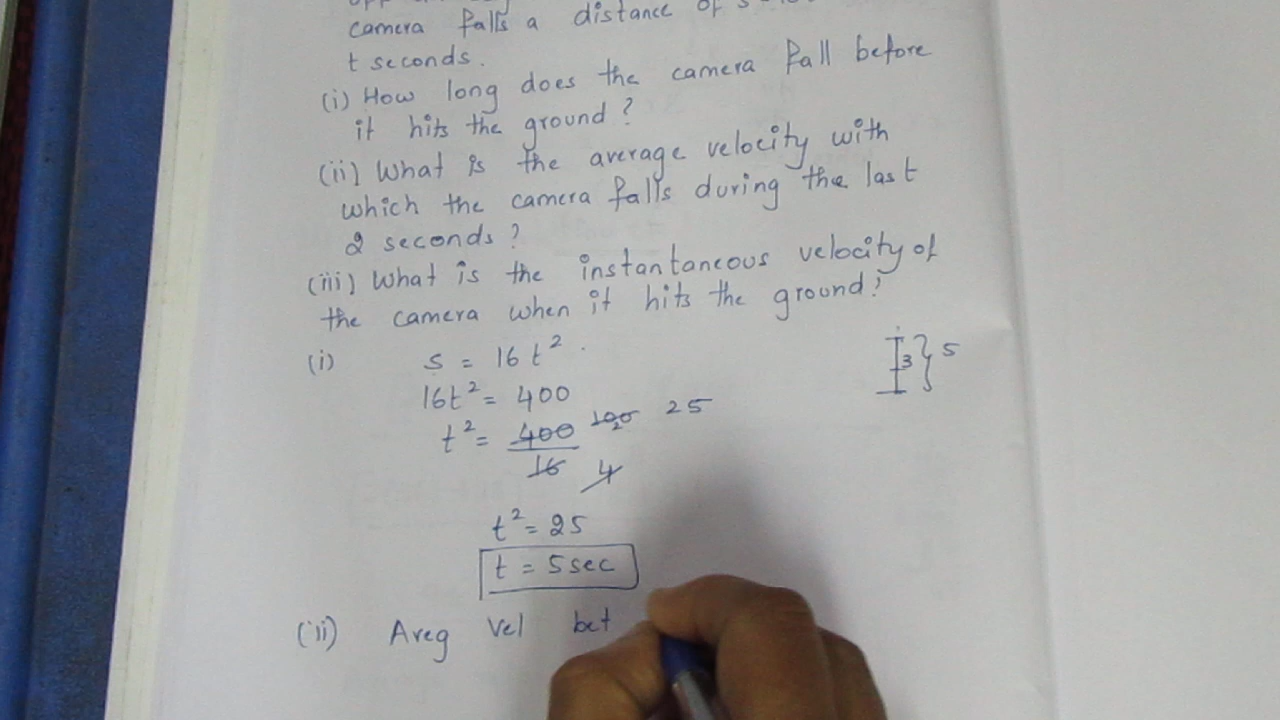 camera falls a distance of
t seconds.
(i) How long does the camera fall before
it hits the ground?
(ii) What is the average velocity with
which the camera falls during the last
2 seconds?
(iii) What is the instantaneous velocity of
the camera when it hits the ground?
(i) s = 16t². 3 } 5
16t² = 400
t² = 400 100 25
16 4
t² = 25
t = 5sec
(ii) Aveg Vel bet